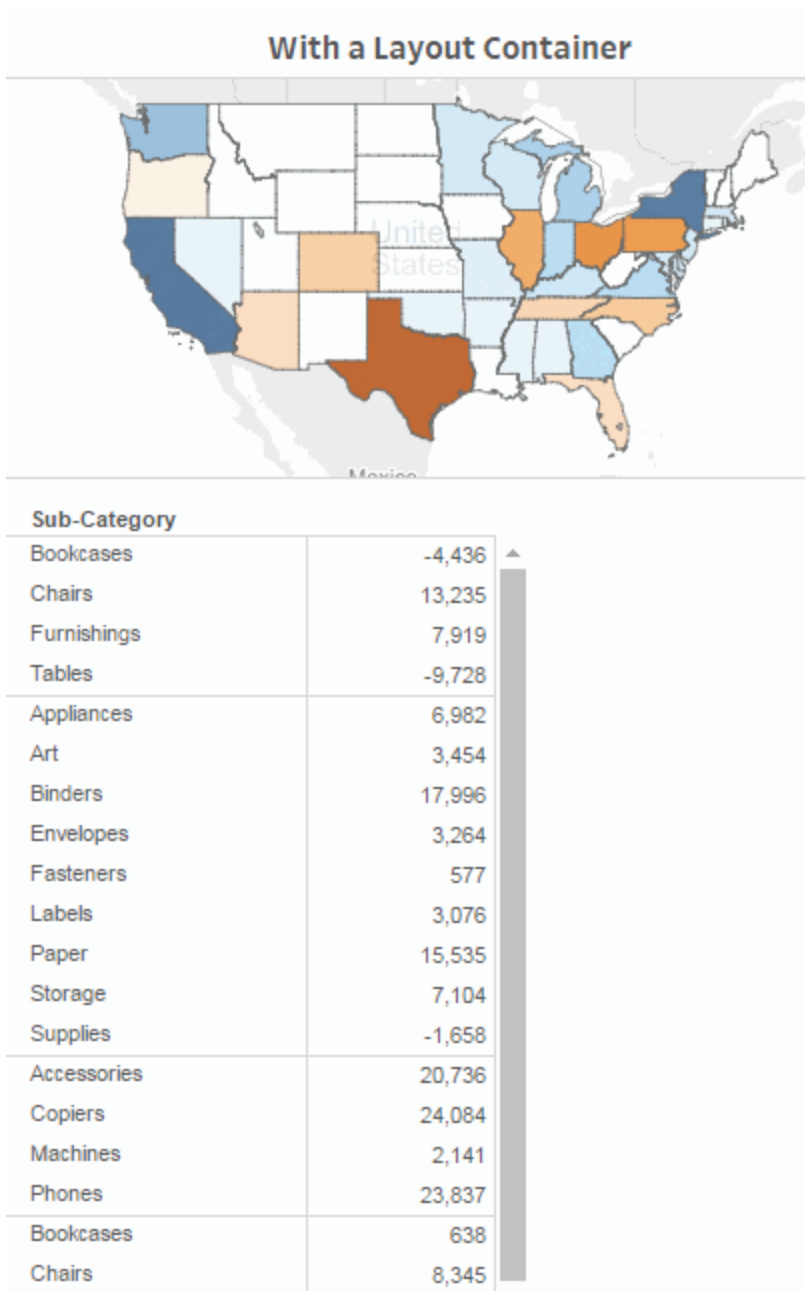 With a Layout Container
United
States
Mexico
Sub-Category
Bookcases -4,436
Chairs 13,235
Furnishings 7,919
Tables -9,728
Appliances 6,982
Art 3,454
Binders 17,996
Envelopes 3,264
Fasteners 577
Labels 3,076
Paper 15,535
Storage 7,104
Supplies -1,658
Accessories 20,736
Copiers 24,084
Machines 2,141
Phones 23,837
Bookcases 638
Chairs 8,345